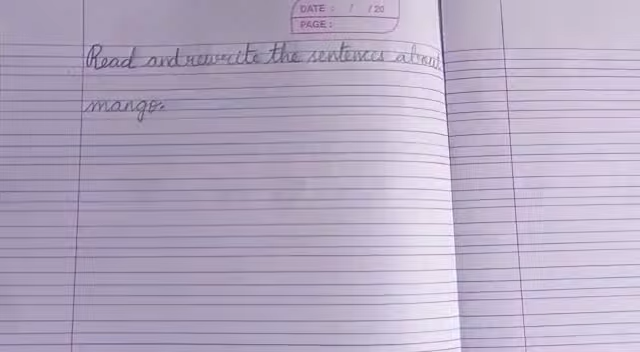 DATE : / / 20
PAGE :
Read and rewrite the sentences about
mango.